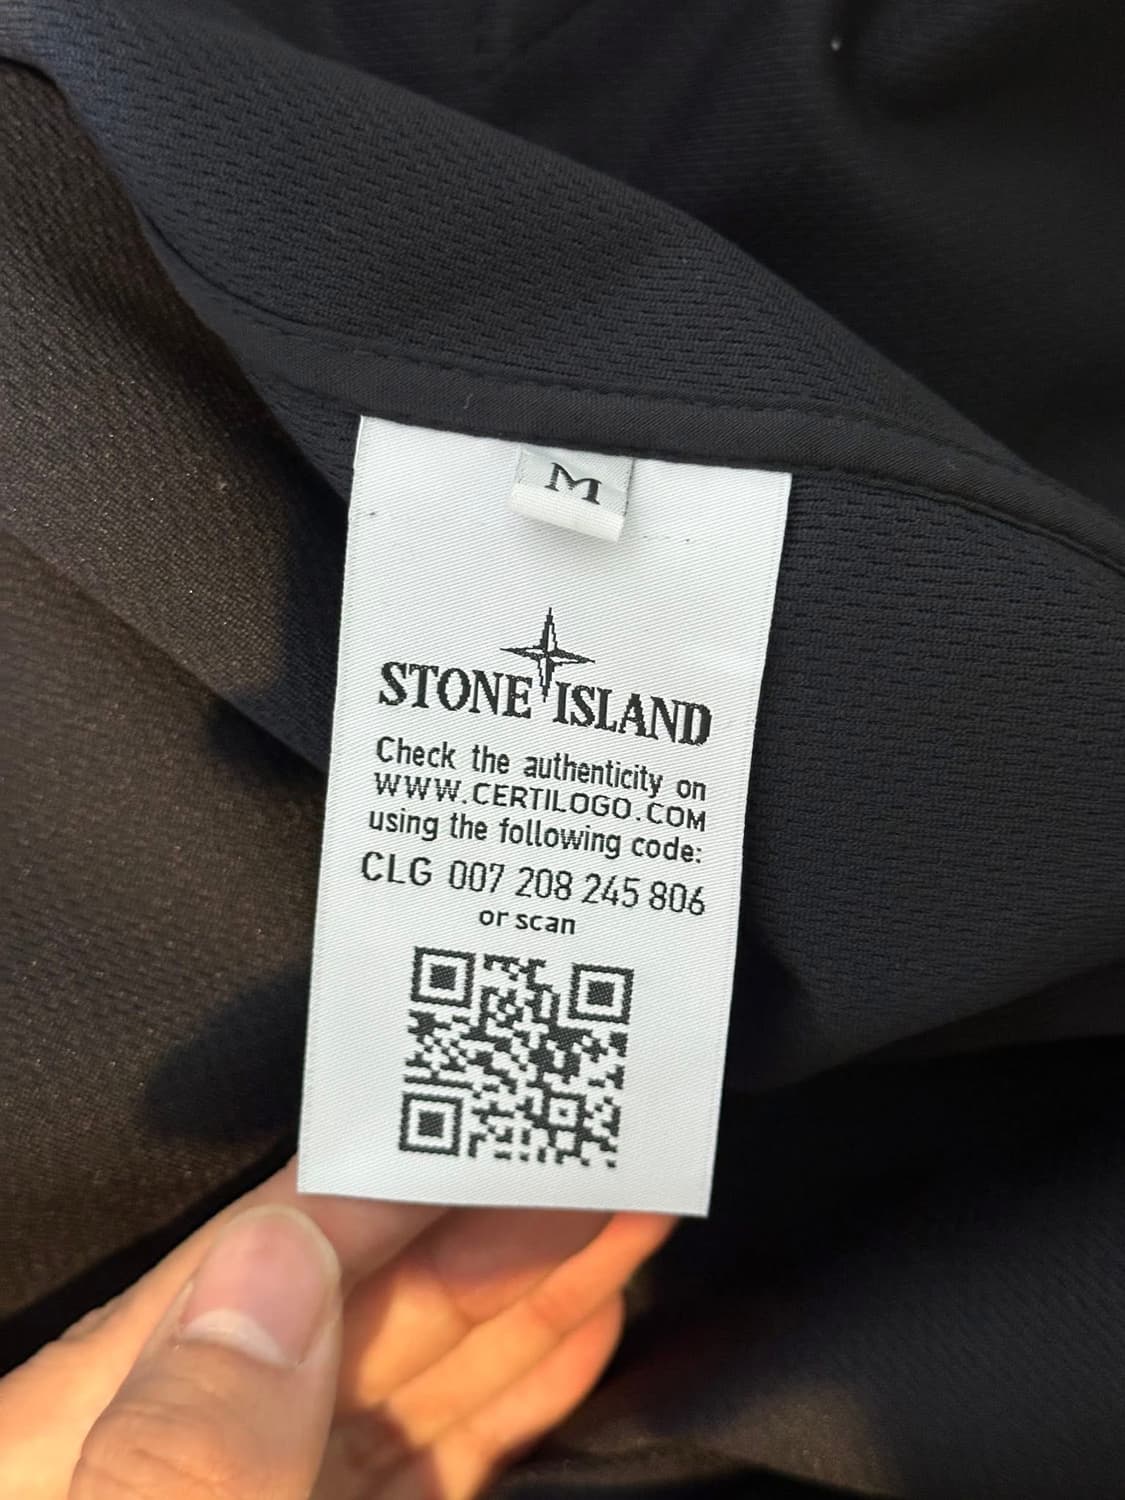 M
STONE ISLAND
Check the authenticity on
WWW.CERTILOGO.COM
using the following code:
CLG 007 208 245 806
or scan